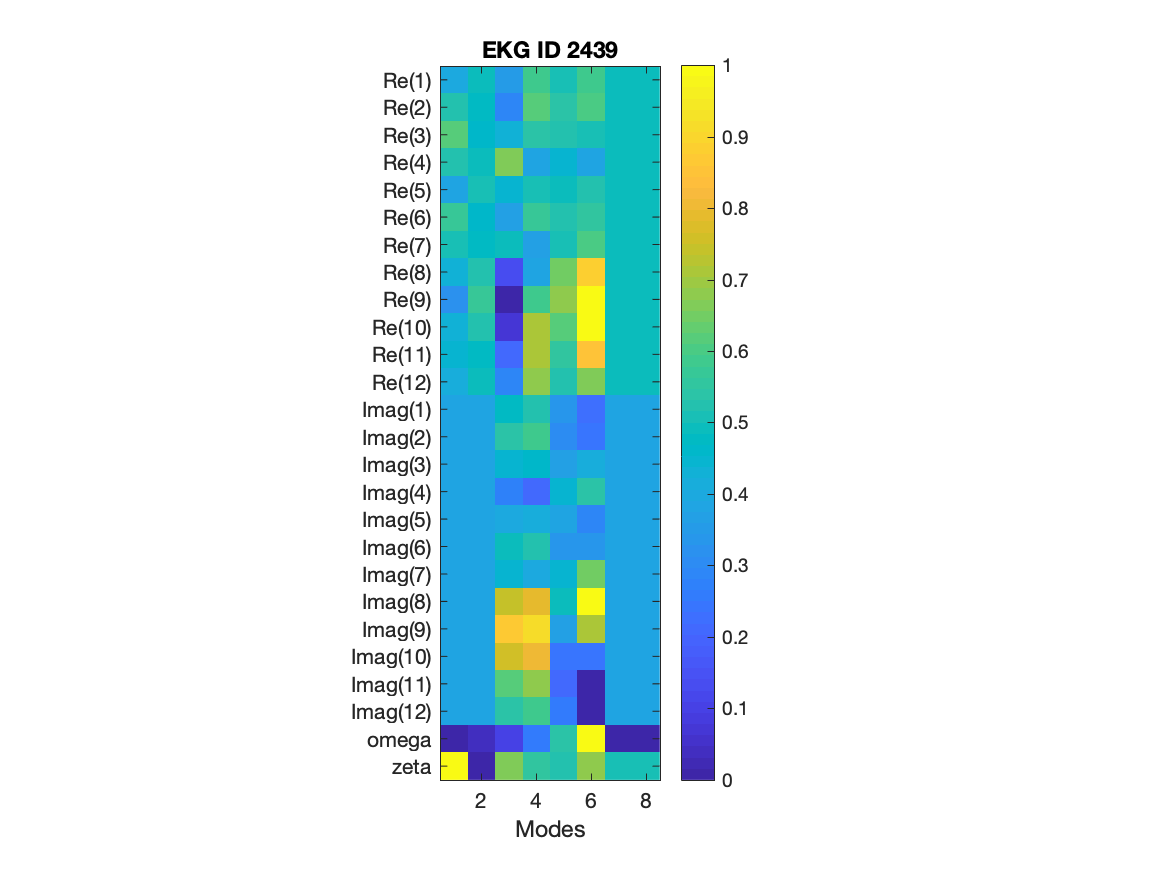 EKG ID 2439
Re(1)
Re(2)
Re(3)
Re(4)
Re(5)
Re(6)
Re(7)
Re(8)
Re(9)
Re(10)
Re(11)
Re(12)
Imag(1)
Imag(2)
Imag(3)
Imag(4)
Imag(5)
Imag(6)
Imag(7)
Imag(8)
Imag(9)
Imag(10)
Imag(11)
Imag(12)
omega
zeta
2 4 6 8
Modes
1
0.9
0.8
0.7
0.6
0.5
0.4
0.3
0.2
0.1
0